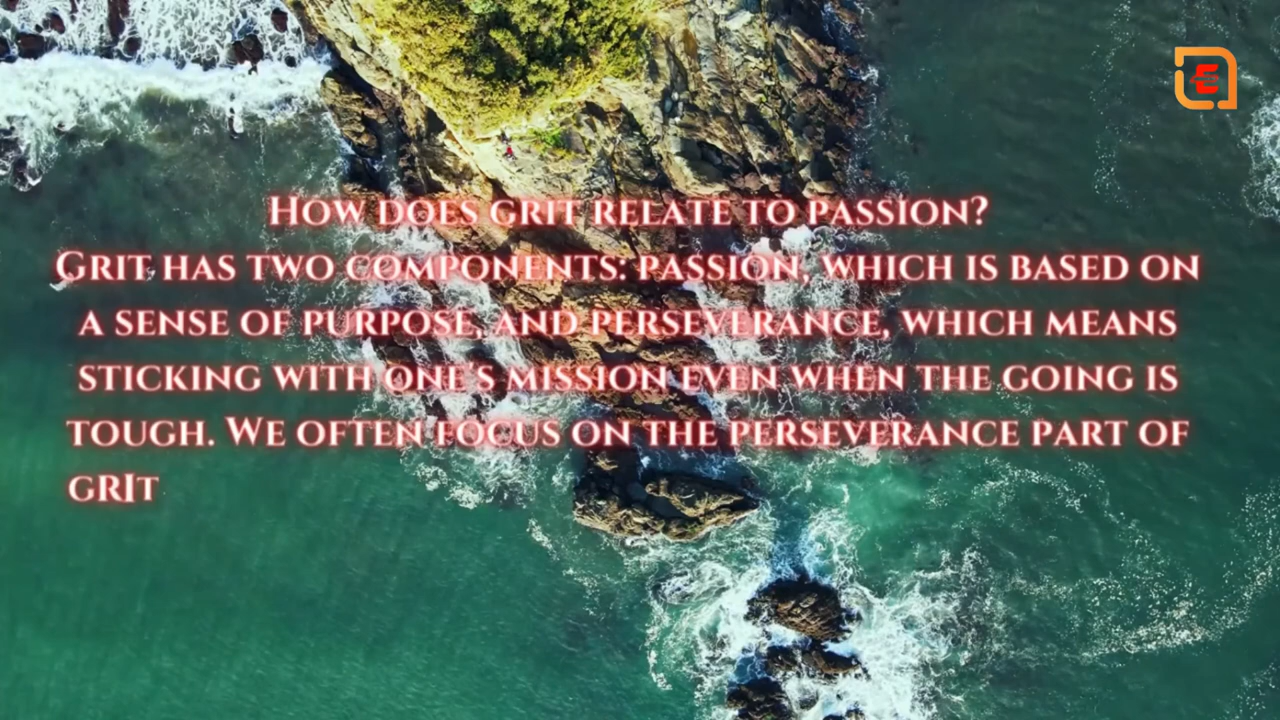 How does grit relate to passion?
Grit has two components: passion, which is based on
a sense of purpose, and perseverance, which means
sticking with one's mission even when the going is
tough. We often focus on the perseverance part of
grit